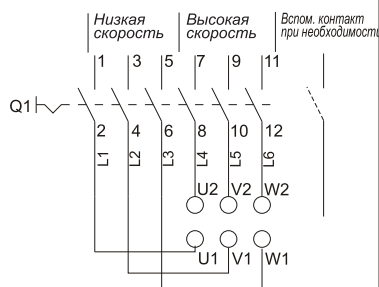 Низкая
скорость
Высокая
скорость
Вспом. контакт
при необходимости
1 3 5 7 9 11
Q1
2 4 6 8 10 12
L1 L2 L3 L4 L5 L6
U2 V2 W2
U1 V1 W1